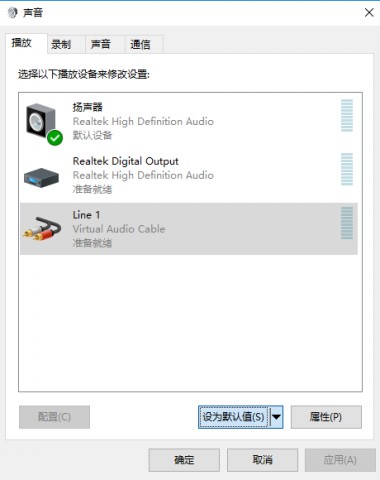 声音
播放 录制 声音 通信
选择以下播放设备来修改设置:
扬声器
Realtek High Definition Audio
默认设备
Realtek Digital Output
Realtek High Definition Audio
准备就绪
Line 1
Virtual Audio Cable
准备就绪
配置(C) 设为默认值(S) 属性(P)
确定 取消 应用(A)